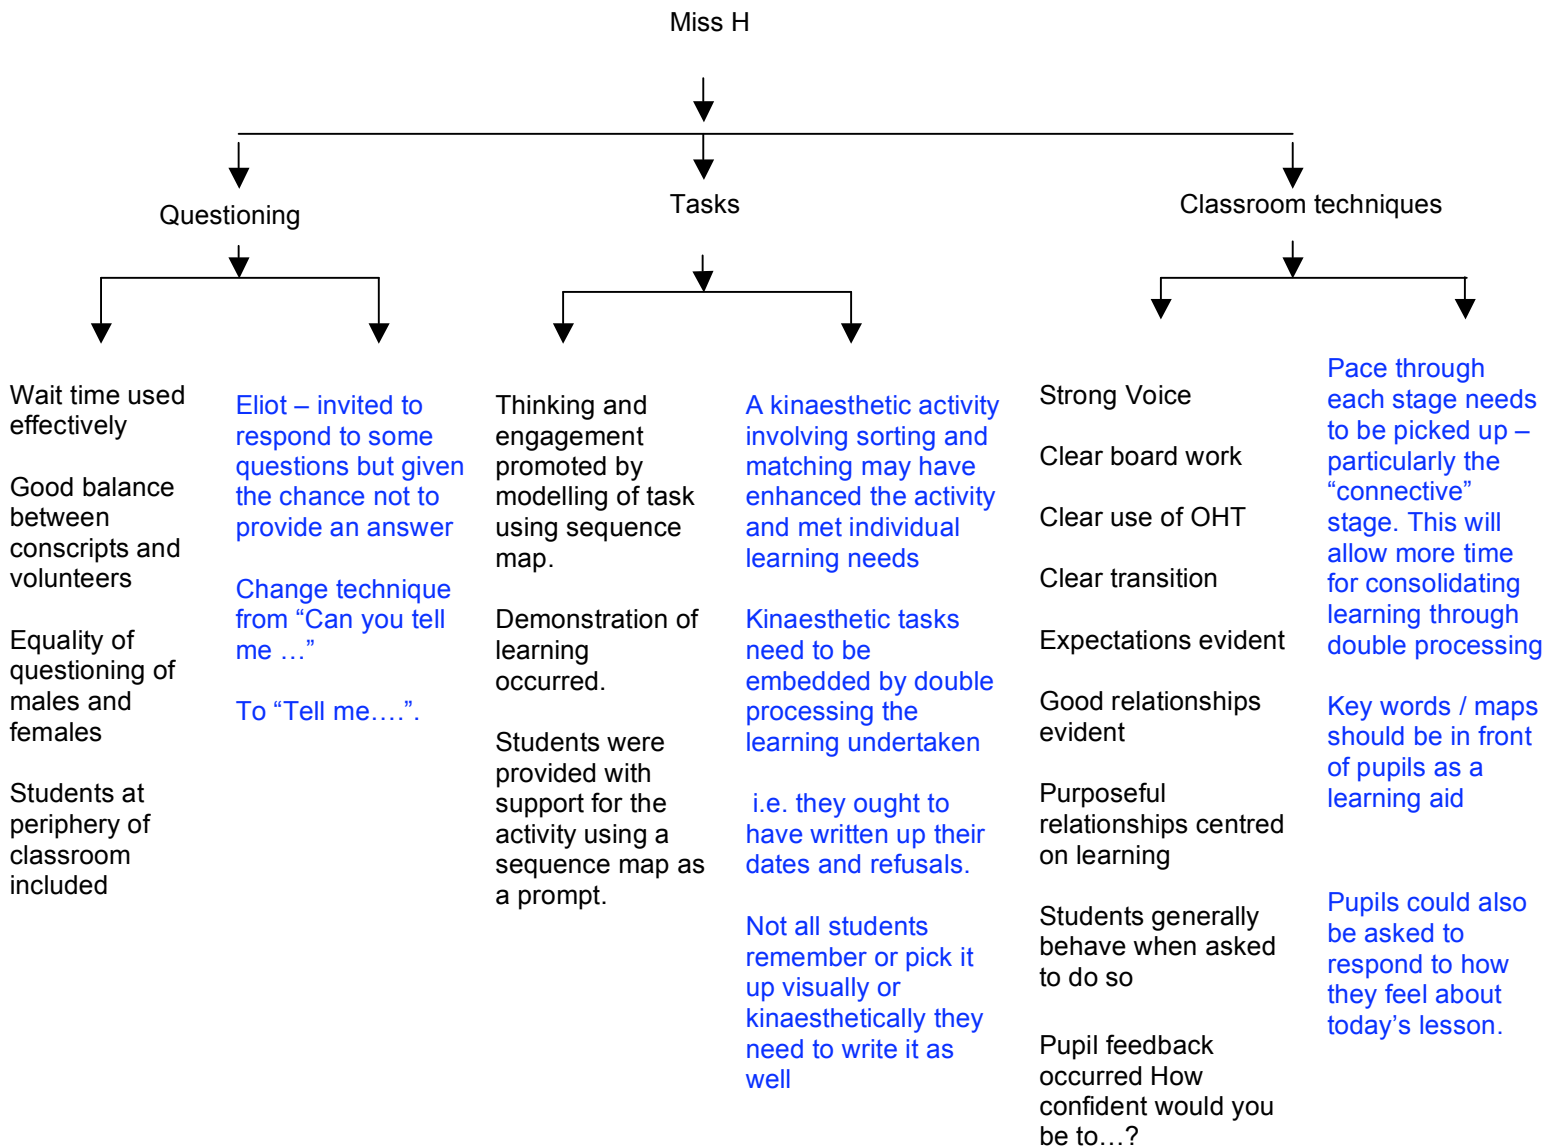 Miss H
Questioning
Tasks
Classroom techniques
Wait time used
effectively
Good balance
between
conscripts and
volunteers
Equality of
questioning of
males and
females
Students at
periphery of
classroom
included
Eliot – invited to
respond to some
questions but given
the chance not to
provide an answer
Change technique
from “Can you tell
me …”
To “Tell me….”.
Thinking and
engagement
promoted by
modelling of task
using sequence
map.
Demonstration of
learning
occurred.
Students were
provided with
support for the
activity using a
sequence map as
a prompt.
A kinaesthetic activity
involving sorting and
matching may have
enhanced the activity
and met individual
learning needs
Kinaesthetic tasks
need to be
embedded by double
processing the
learning undertaken
i.e. they ought to
have written up their
dates and refusals.
Not all students
remember or pick it
up visually or
kinaesthetically they
need to write it as
well
Strong Voice
Clear board work
Clear use of OHT
Clear transition
Expectations evident
Good relationships
evident
Purposeful
relationships centred
on learning
Students generally
behave when asked
to do so
Pupil feedback
occurred How
confident would you
be to…?
Pace through
each stage needs
to be picked up –
particularly the
“connective”
stage. This will
allow more time
for consolidating
learning through
double processing
Key words / maps
should be in front
of pupils as a
learning aid
Pupils could also
be asked to
respond to how
they feel about
today’s lesson.